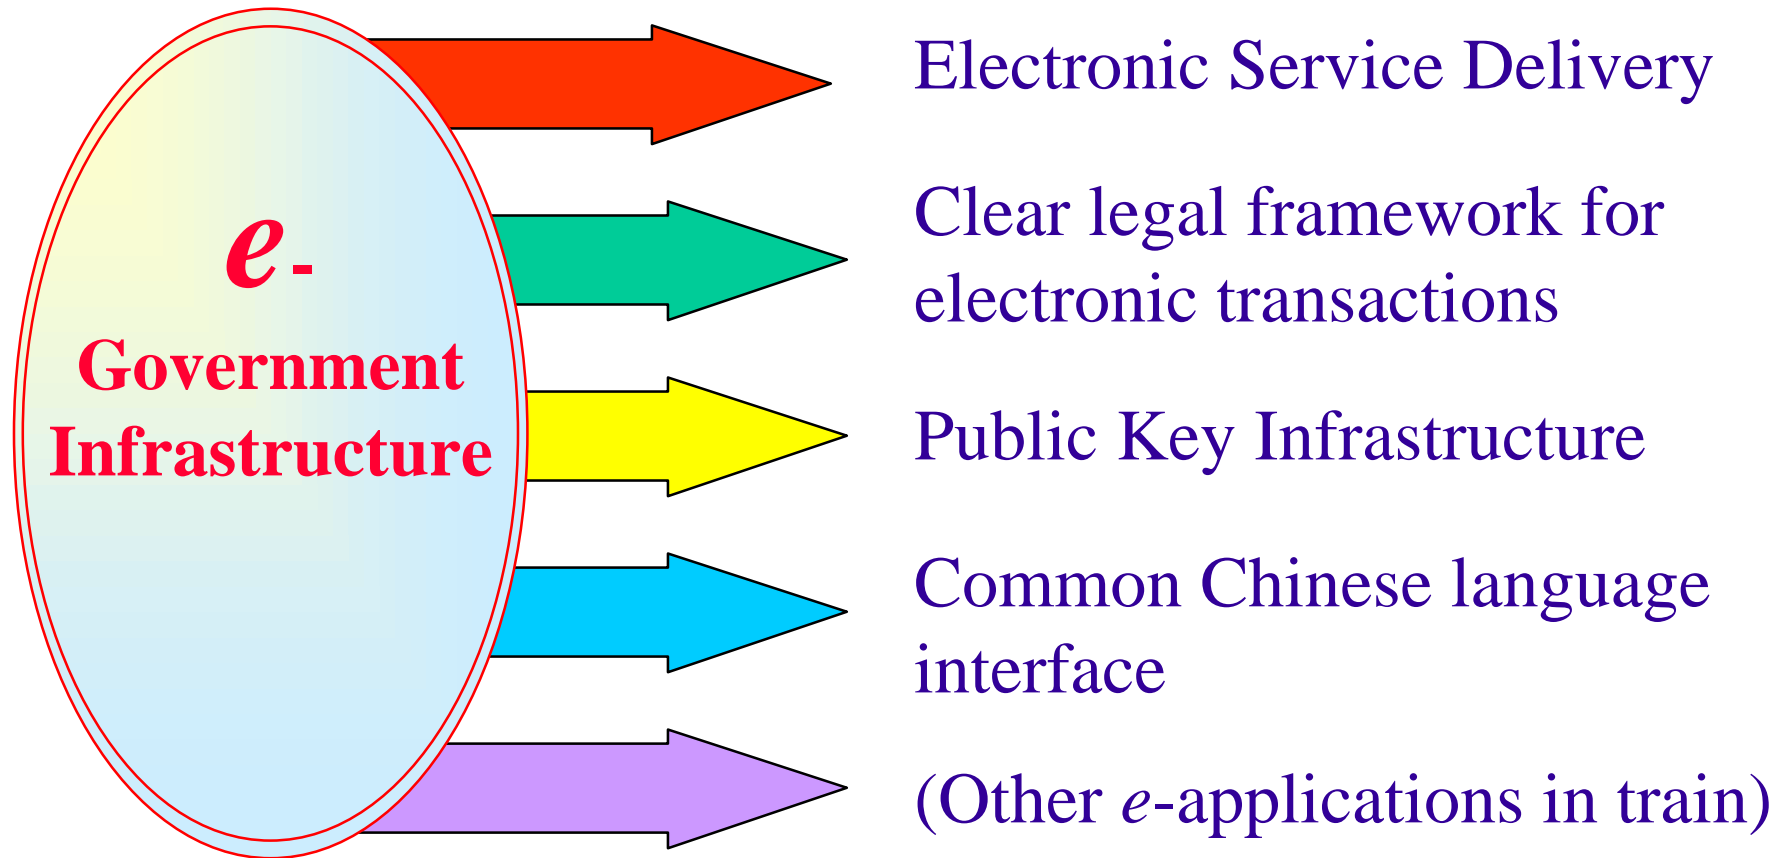 e-
Government
Infrastructure
Electronic Service Delivery
Clear legal framework for
electronic transactions
Public Key Infrastructure
Common Chinese language
interface
(Other e-applications in train)